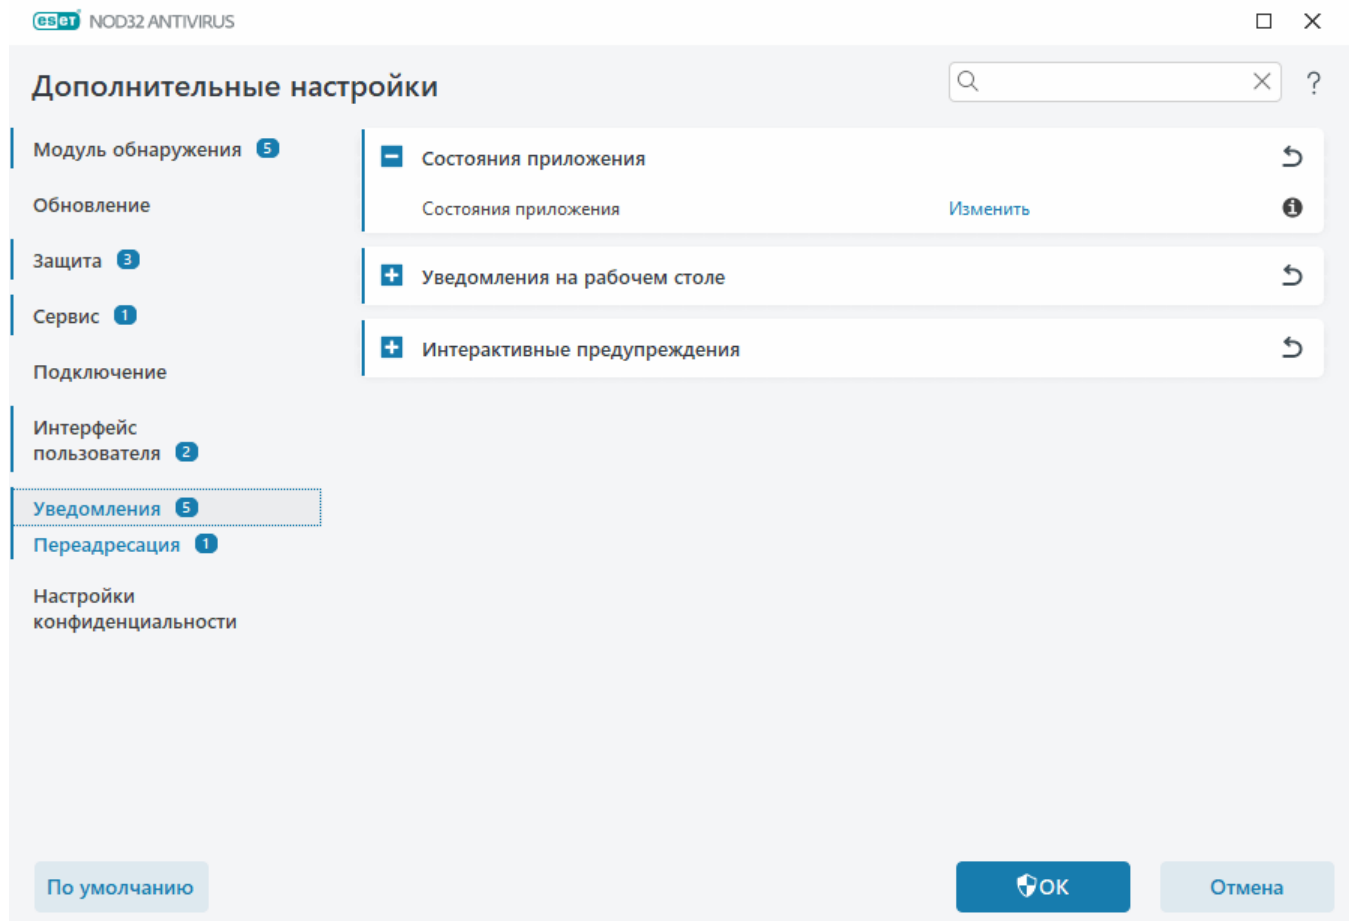 eset NOD32 ANTIVIRUS
Дополнительные настройки
?
Модуль обнаружения 5
Обновление
Защита 3
Сервис 1
Подключение
Интерфейс
пользователя 2
Уведомления 5
Переадресация 1
Настройки
конфиденциальности
Состояния приложения
Состояния приложения Изменить
Уведомления на рабочем столе
Интерактивные предупреждения
По умолчанию
ОК
Отмена